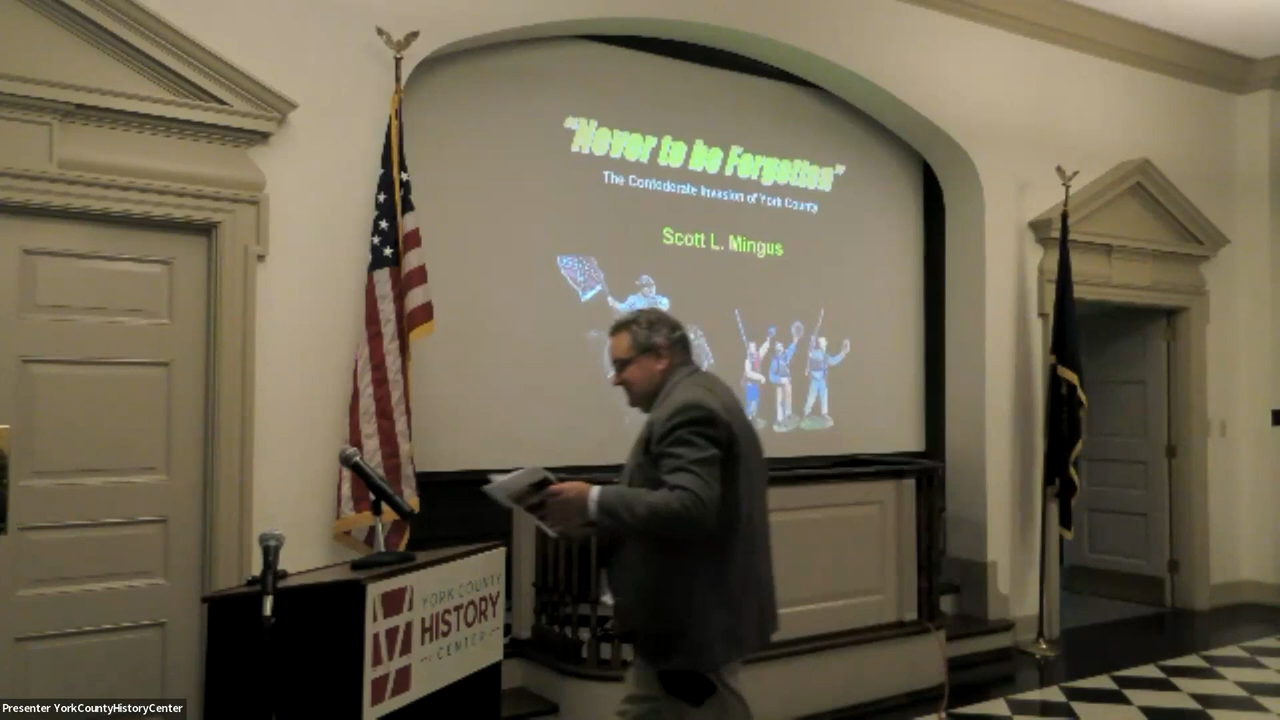 “Never to be Forgotten”
The Confederate Invasion of York County
Scott L. Mingus
YORK COUNTY
HISTORY
CENTER
Presenter YorkCountyHistoryCenter